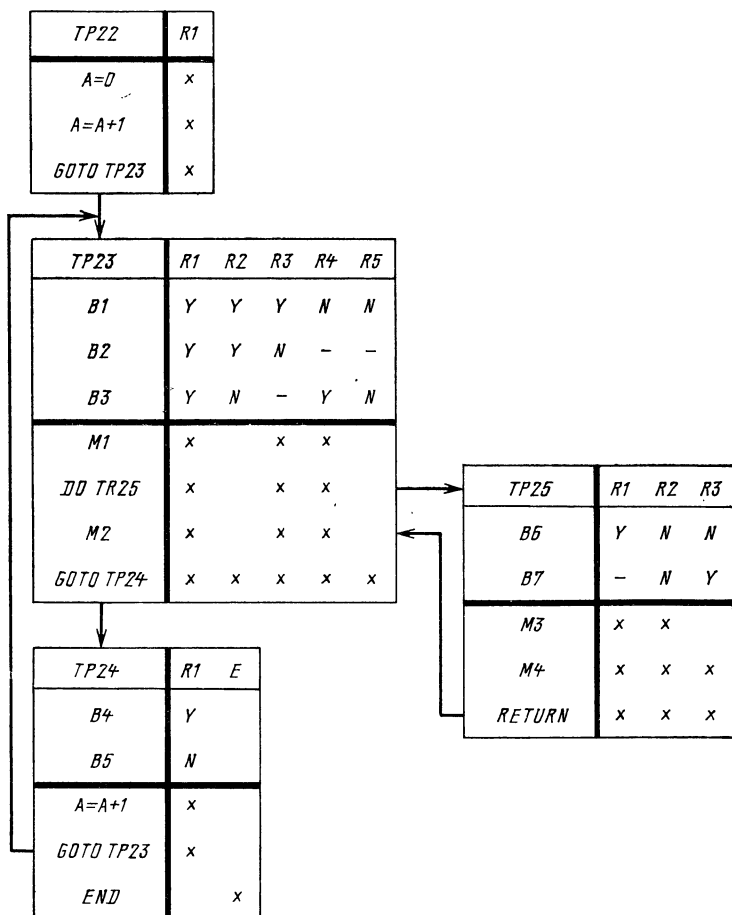 TP22 R1
A=0 x
A=A+1 x
GOTO TP23 x
TP23 R1 R2 R3 R4 R5
B1 Y Y Y N N
B2 Y Y N – –
B3 Y N – Y N
M1 x x x
DO TR25 x x x
M2 x x x
GOTO TP24 x x x x x
TP25 R1 R2 R3
B6 Y N N
B7 – N Y
M3 x x
M4 x x x
RETURN x x x
TP24 R1 E
B4 Y
B5 N
A=A+1 x
GOTO TP23 x
END x